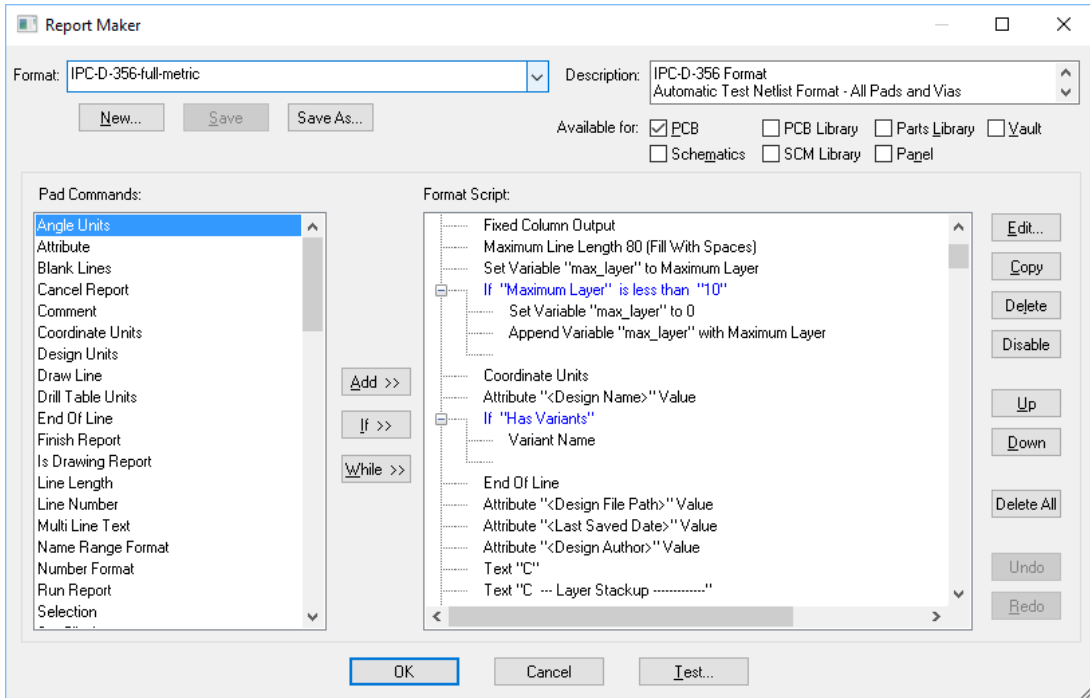 Report Maker
Format: IPC-D-356-full-metric
Description: IPC-D-356 Format
Automatic Test Netlist Format - All Pads and Vias
New... Save Save As...
Available for: PCB PCB Library Parts Library Vault
Schematics SCM Library Panel
Pad Commands:
Angle Units
Attribute
Blank Lines
Cancel Report
Comment
Coordinate Units
Design Units
Draw Line
Drill Table Units
End Of Line
Finish Report
Is Drawing Report
Line Length
Line Number
Multi Line Text
Name Range Format
Number Format
Run Report
Selection
Add >>
If >>
While >>
Format Script:
Fixed Column Output
Maximum Line Length 80 (Fill With Spaces)
Set Variable "max_layer" to Maximum Layer
If "Maximum Layer" is less than "10"
Set Variable "max_layer" to 0
Append Variable "max_layer" with Maximum Layer
Coordinate Units
Attribute "<Design Name>" Value
If "Has Variants"
Variant Name
End Of Line
Attribute "<Design File Path>" Value
Attribute "<Last Saved Date>" Value
Attribute "<Design Author>" Value
Text "C"
Text "C --- Layer Stackup -------------"
Edit...
Copy
Delete
Disable
Up
Down
Delete All
Undo
Redo
OK Cancel Test...